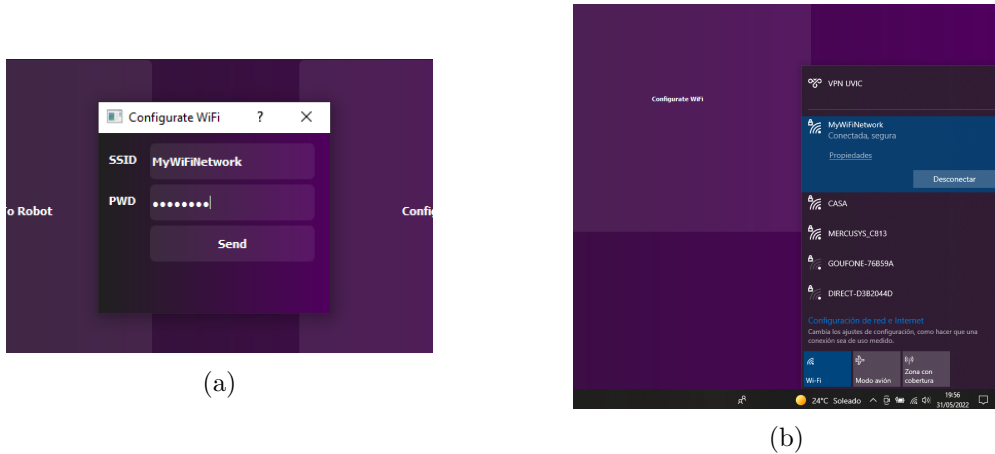 Configurate WiFi ?
SSID MyWiFiNetwork
PWD ••••••••
o Robot
Config
Send
(a)
Configurate WiFi
VPN UVIC
MyWiFiNetwork
Conectada, segura
Propiedades
Desconectar
CASA
MERCUSYS_C813
GOUFONE-76B59A
DIRECT-D3B2044D
Configuración de red e Internet
Cambia los ajustes de configuración, como hacer que una
conexión sea de uso medido.
Wi-Fi
Modo avión
Zona con
cobertura
24°C Soleado
19:56
31/05/2022
(b)